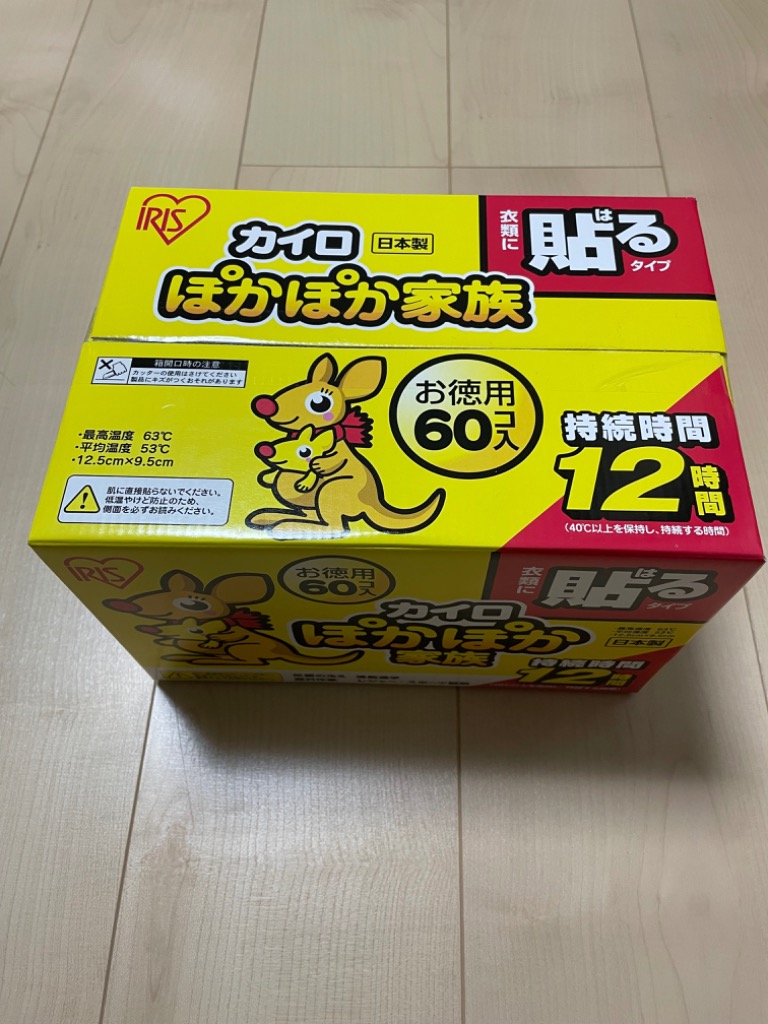 IRIS
カイロ
日本製
ぽかぽか家族
衣類に
貼る
は
タイプ
箱開口時の注意
カッターの使用はさけてください
製品にキズがつくおそれがあります
・最高温度 63℃
・平均温度 53℃
・12.5cm×9.5cm
肌に直接貼らないでください。
低温やけど防止のため、
側面を必ずお読みください。
お徳用
60コ入
持続時間
12時間
(40℃以上を保持し、持続する時間)
IRIS
お徳用
60コ入
カイロ
ぽかぽか
家族
衣類に
貼る
は
タイプ
日本製
持続時間
12時間